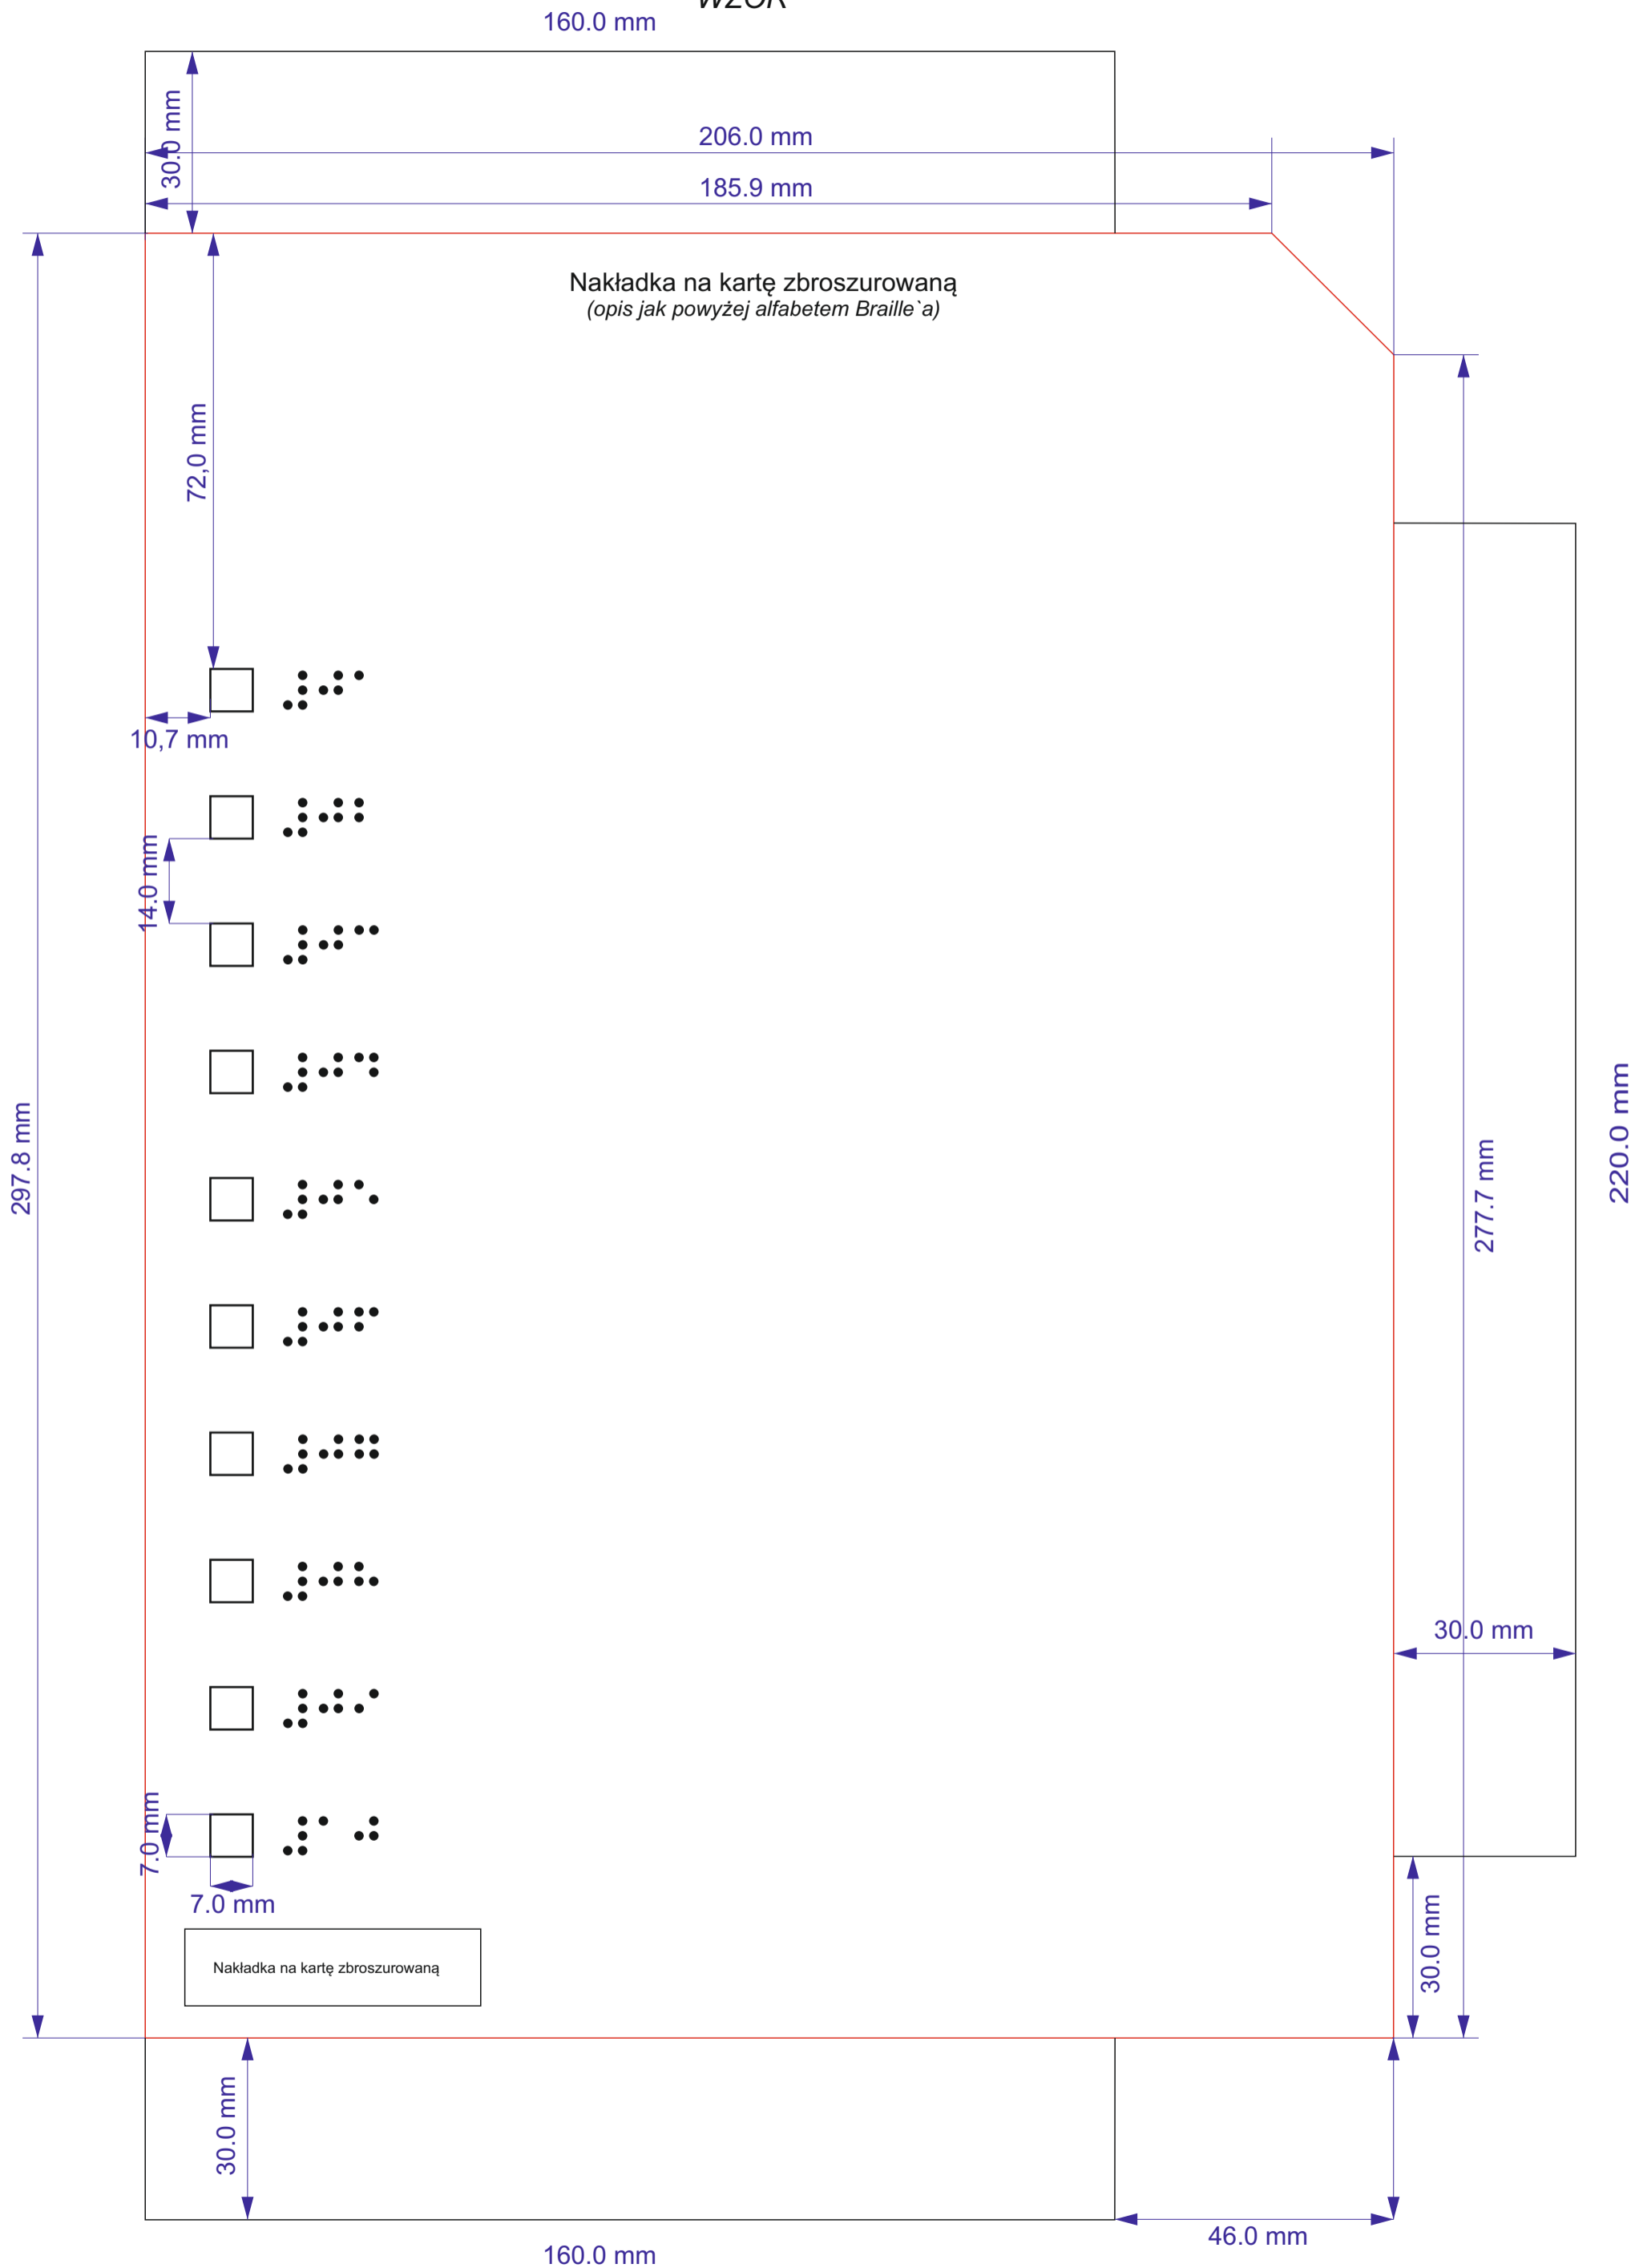 WZÓR
160.0 mm
30.0 mm
206.0 mm
185.9 mm
Nakładka na kartę zbroszurowaną
(opis jak powyżej alfabetem Braille`a)
72,0 mm
⠼⠚⠁
10,7 mm
⠼⠚⠃
14.0 mm
⠼⠚⠉
⠼⠚⠙
297.8 mm
277.7 mm
220.0 mm
⠼⠚⠑
⠼⠚⠋
⠼⠚⠛
⠼⠚⠓
30.0 mm
⠼⠚⠊
7.0 mm
⠼⠁⠚
7.0 mm
30.0 mm
Nakładka na kartę zbroszurowaną
30.0 mm
46.0 mm
160.0 mm